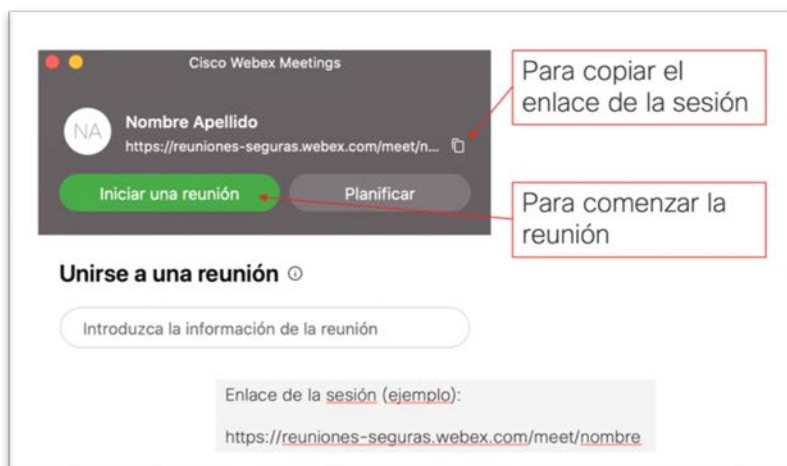 Cisco Webex Meetings
Para copiar el
enlace de la sesión
NA
Nombre Apellido
https://reuniones-seguras.webex.com/meet/n...
Iniciar una reunión
Planificar
Para comenzar la
reunión
Unirse a una reunión
Introduzca la información de la reunión
Enlace de la sesión (ejemplo):
https://reuniones-seguras.webex.com/meet/nombre